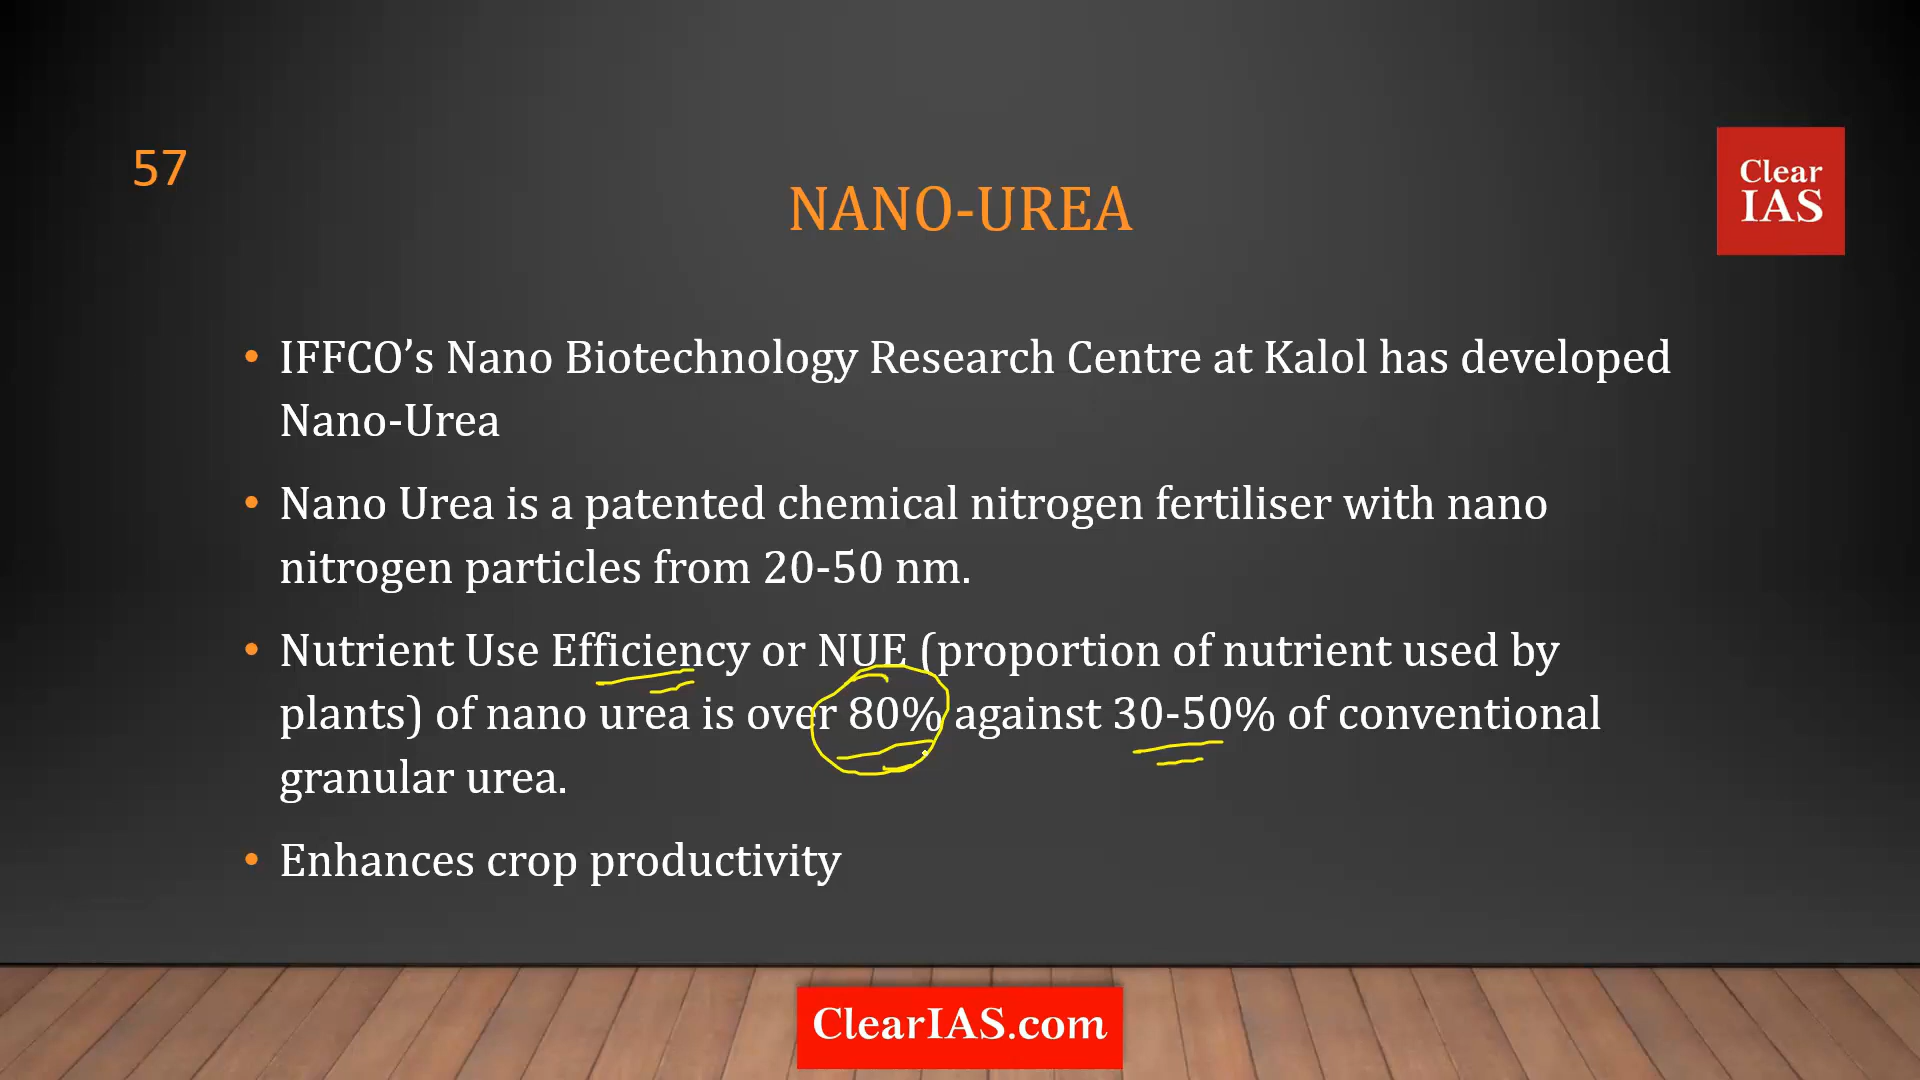 57
Clear
IAS
NANO-UREA
• IFFCO’s Nano Biotechnology Research Centre at Kalol has developed
Nano-Urea
• Nano Urea is a patented chemical nitrogen fertiliser with nano
nitrogen particles from 20-50 nm.
• Nutrient Use Efficiency or NUE (proportion of nutrient used by
plants) of nano urea is over 80% against 30-50% of conventional
granular urea.
• Enhances crop productivity
ClearIAS.com